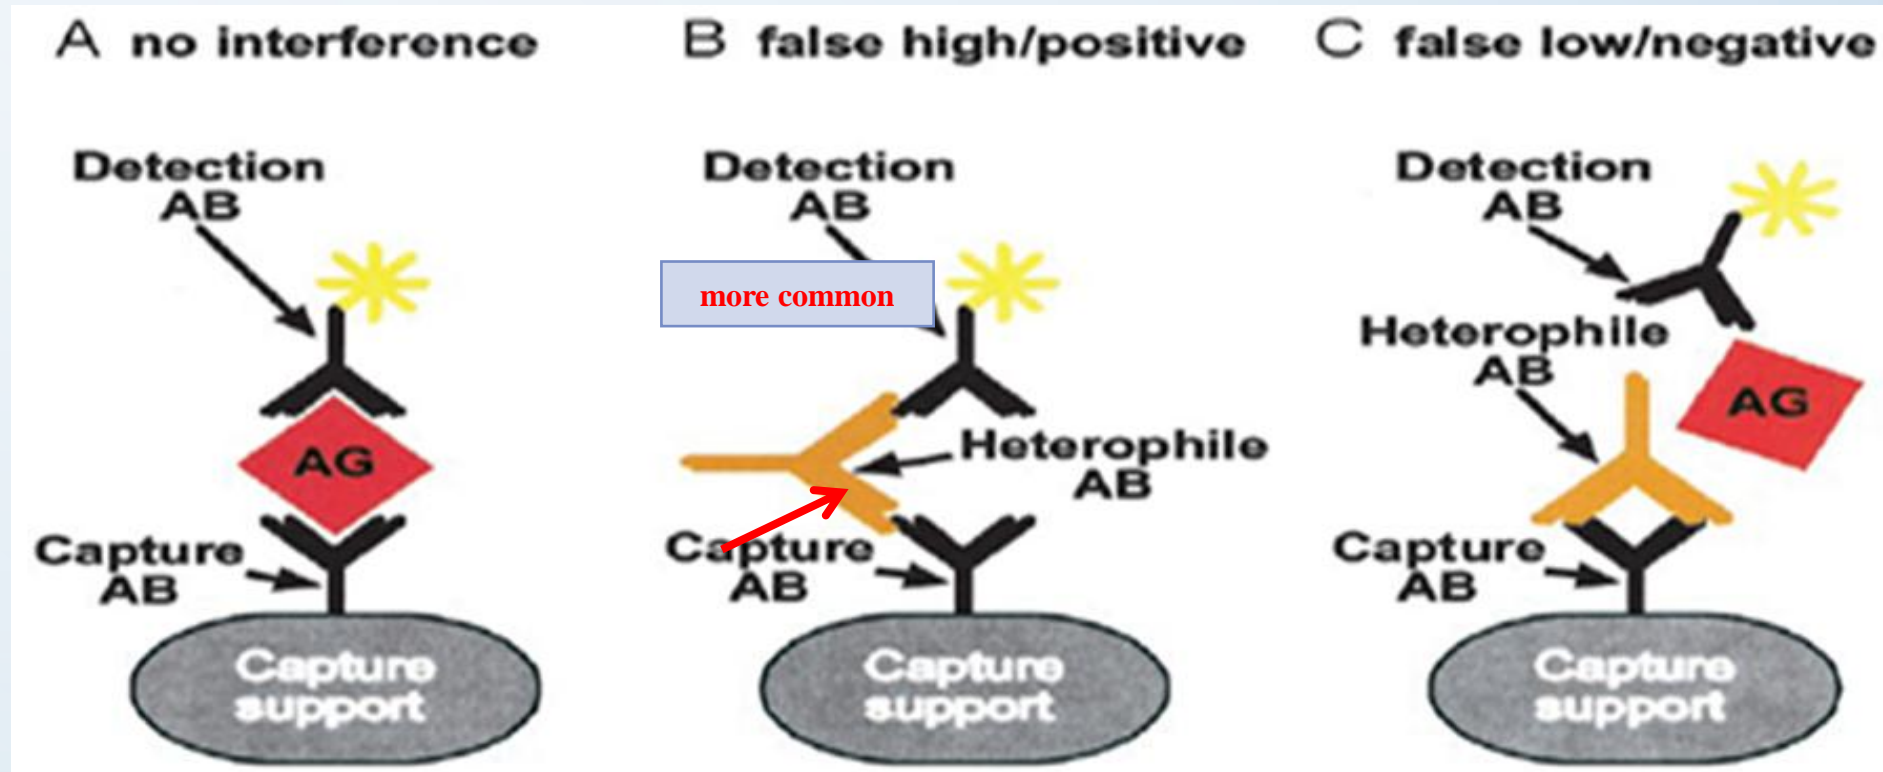 A no interference
Detection
AB
AG
Capture
AB
Capture
support
B false high/positive
Detection
AB
more common
Heterophile
AB
Capture
AB
Capture
support
C false low/negative
Detection
AB
Heterophile
AB
AG
Capture
AB
Capture
support